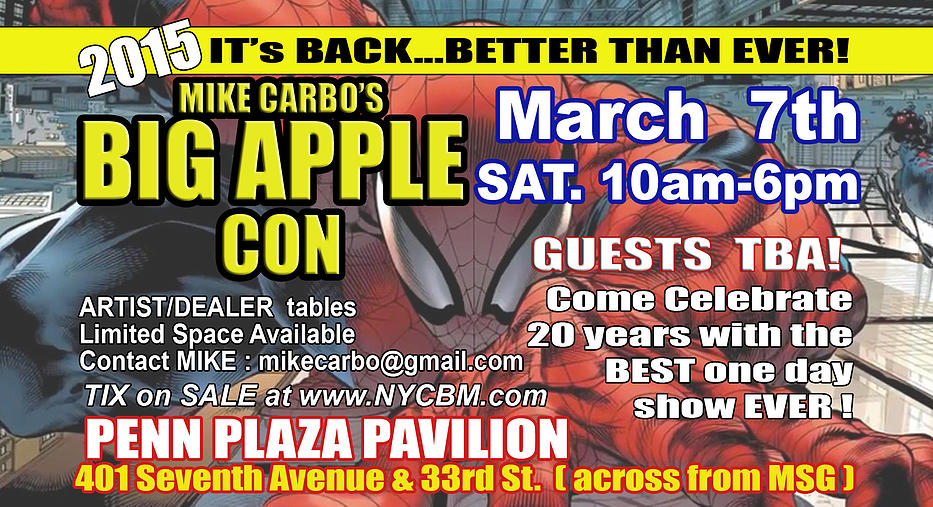 2015 IT's BACK...BETTER THAN EVER!
MIKE CARBO'S
BIG APPLE
CON
March 7th
SAT. 10am-6pm
GUESTS TBA!
Come Celebrate
20 years with the
BEST one day
show EVER !
ARTIST/DEALER tables
Limited Space Available
Contact MIKE : mikecarbo@gmail.com
TIX on SALE at www.NYCBM.com
PENN PLAZA PAVILION
401 Seventh Avenue & 33rd St. ( across from MSG )